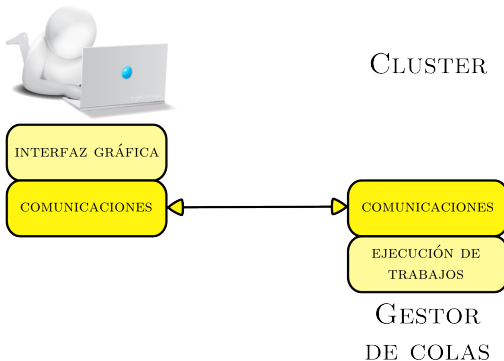 CLUSTER
INTERFAZ GRÁFICA
COMUNICACIONES
COMUNICACIONES
EJECUCIÓN DE
TRABAJOS
GESTOR
DE COLAS